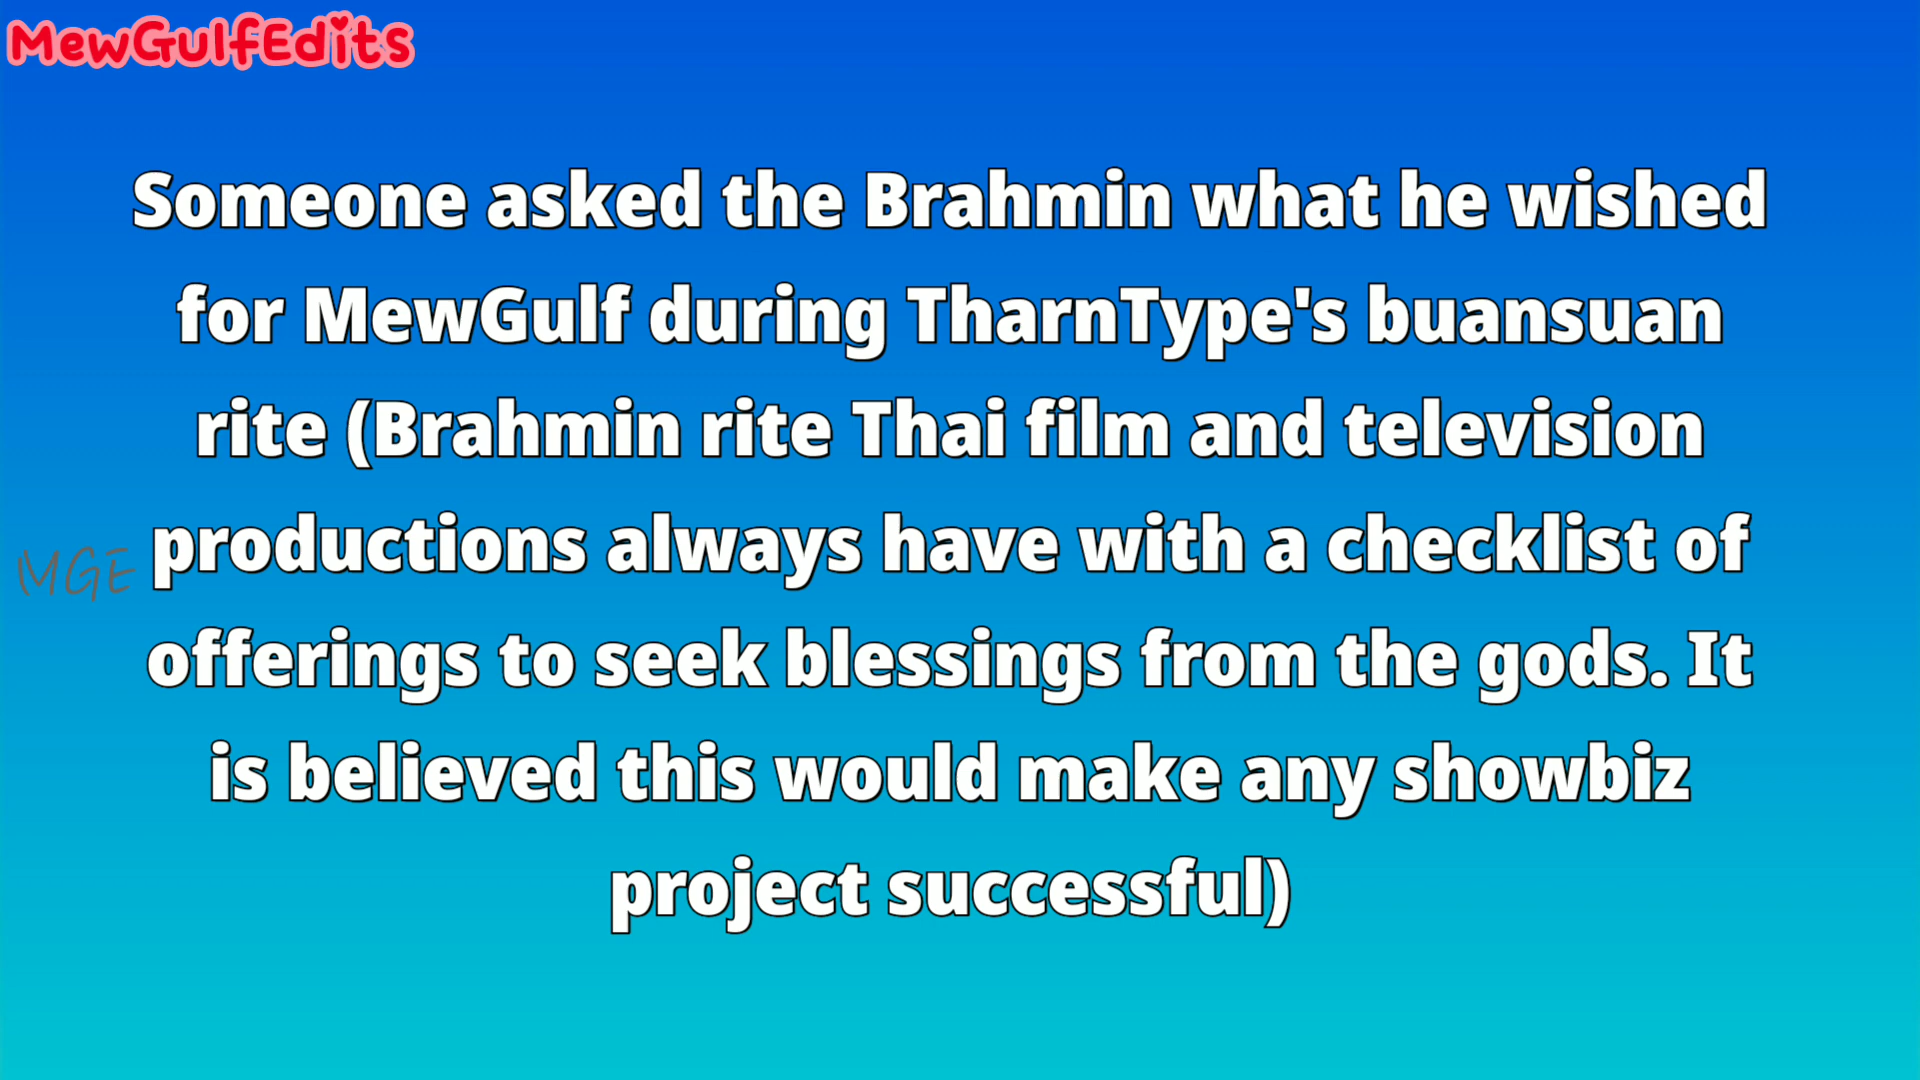 MewGulfEdits
Someone asked the Brahmin what he wished
for MewGulf during TharnType's buansuan
rite (Brahmin rite Thai film and television
productions always have with a checklist of
MGE
offerings to seek blessings from the gods. It
is believed this would make any showbiz
project successful)